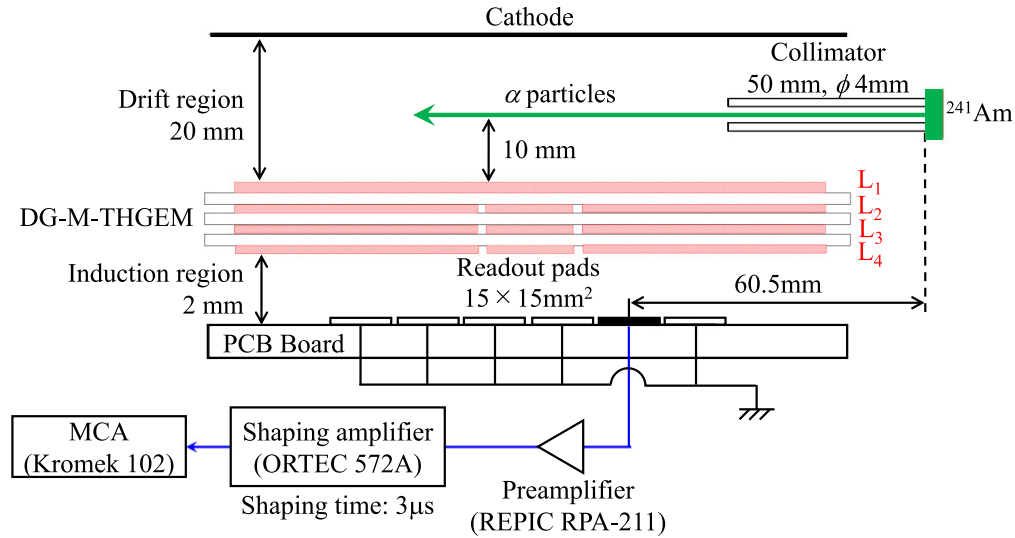 Cathode
Collimator
50 mm, ϕ 4mm
Drift region
20 mm
α particles
²⁴¹Am
10 mm
L₁
DG-M-THGEM
L₂
L₃
L₄
Induction region
2 mm
Readout pads
15 × 15mm²
60.5mm
PCB Board
MCA
(Kromek 102)
Shaping amplifier
(ORTEC 572A)
Shaping time: 3μs
Preamplifier
(REPIC RPA-211)